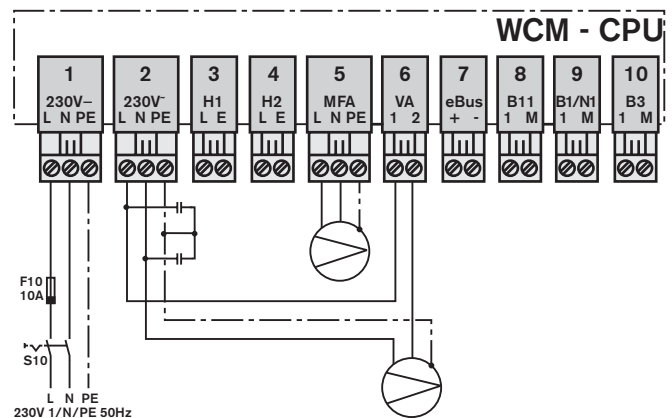 WCM - CPU
1 2 3 4 5 6 7 8 9 10
230V~ 230V~ H1 H2 MFA VA eBus B11 B1/N1 B3
L N PE L N PE L E L E L N PE 1 2 + - 1 M 1 M 1 M
F10
10A
S10
L N PE
230V 1/N/PE 50Hz